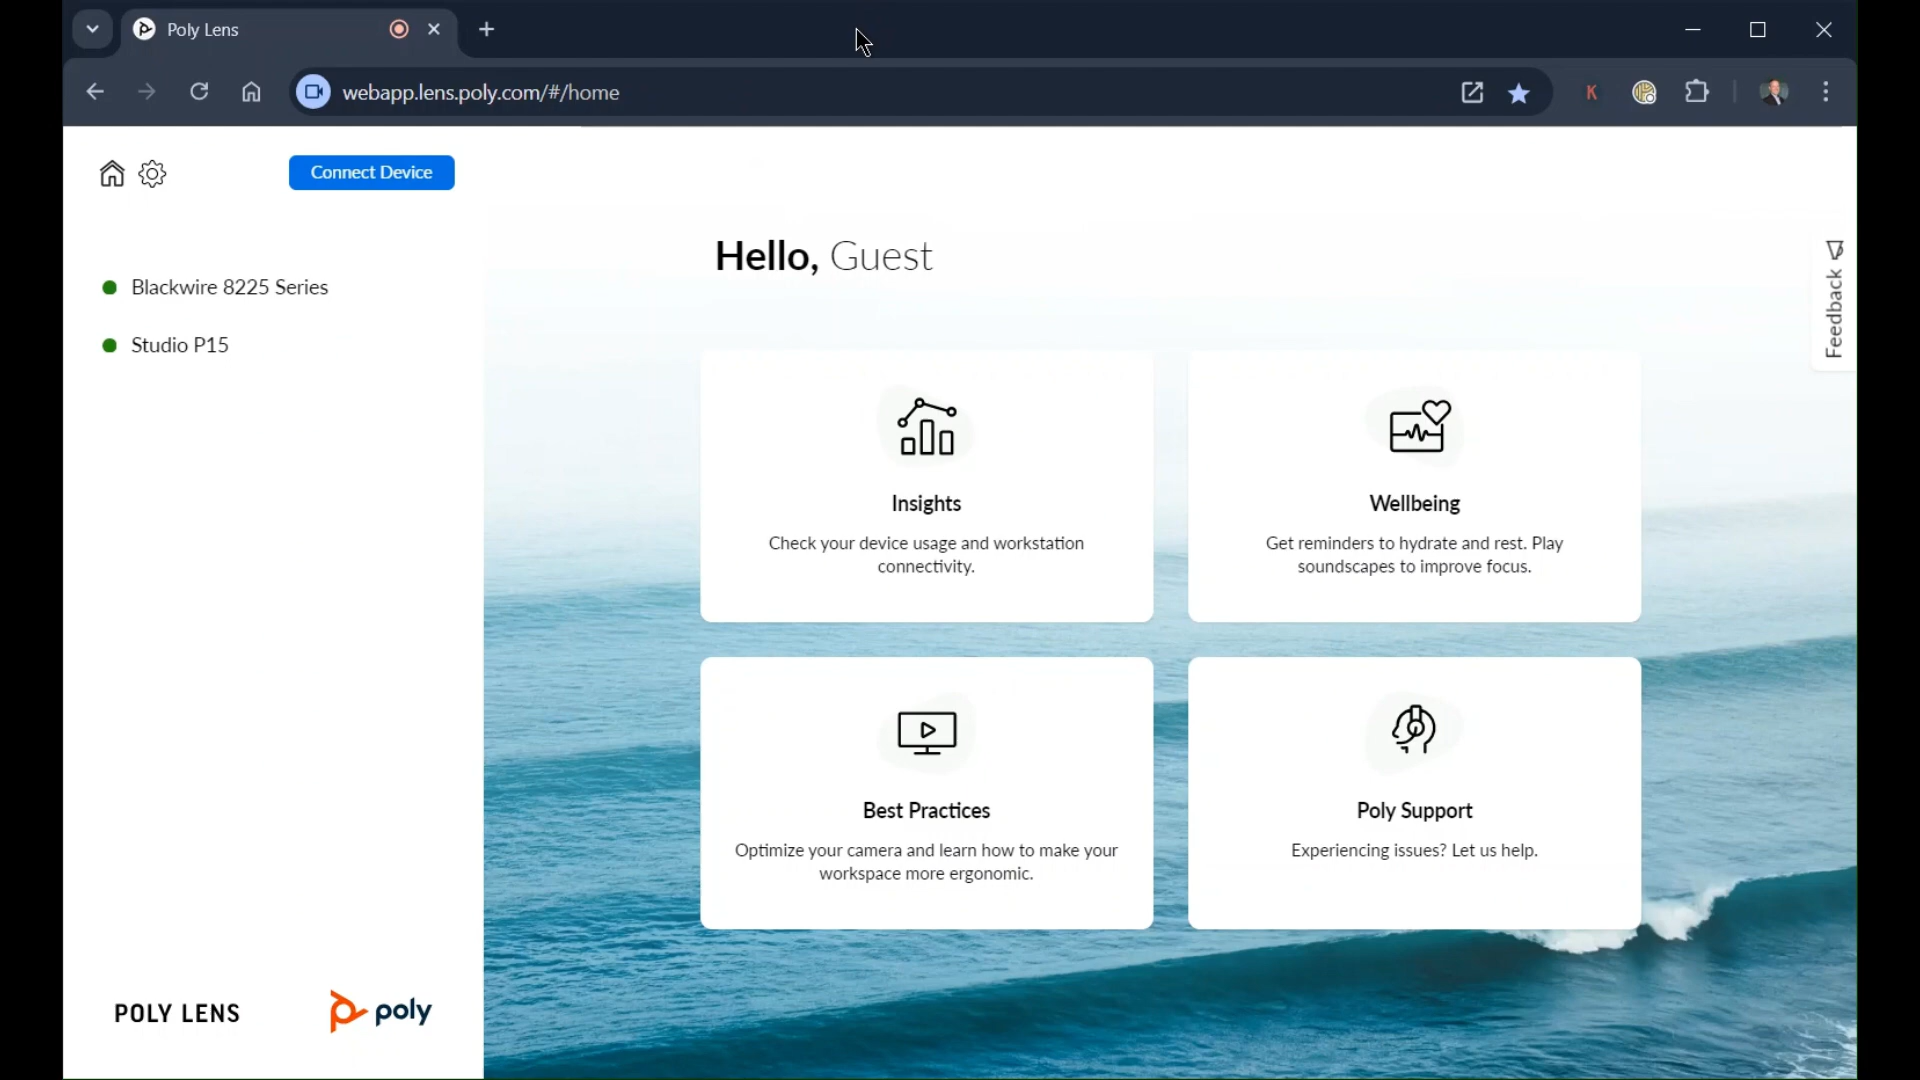 Poly Lens
webapp.lens.poly.com/#/home
K
Connect Device
Hello, Guest
Blackwire 8225 Series
Studio P15
Feedback
Insights
Check your device usage and workstation
connectivity.
Wellbeing
Get reminders to hydrate and rest. Play
soundscapes to improve focus.
Best Practices
Optimize your camera and learn how to make your
workspace more ergonomic.
Poly Support
Experiencing issues? Let us help.
POLY LENS
poly